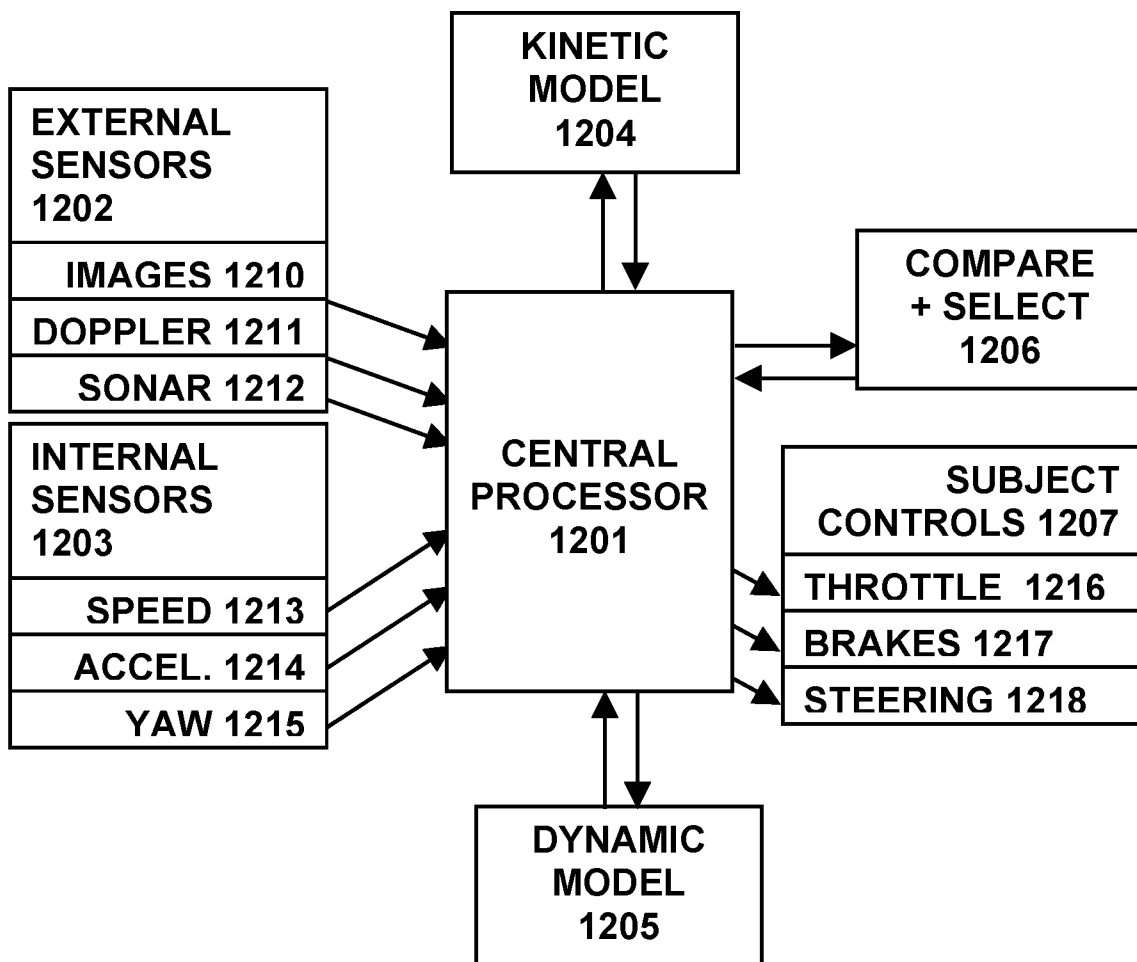 KINETIC
MODEL
1204
EXTERNAL
SENSORS
1202
IMAGES 1210
DOPPLER 1211
SONAR 1212
INTERNAL
SENSORS
1203
SPEED 1213
ACCEL. 1214
YAW 1215
CENTRAL
PROCESSOR
1201
COMPARE
+ SELECT
1206
SUBJECT
CONTROLS 1207
THROTTLE 1216
BRAKES 1217
STEERING 1218
DYNAMIC
MODEL
1205